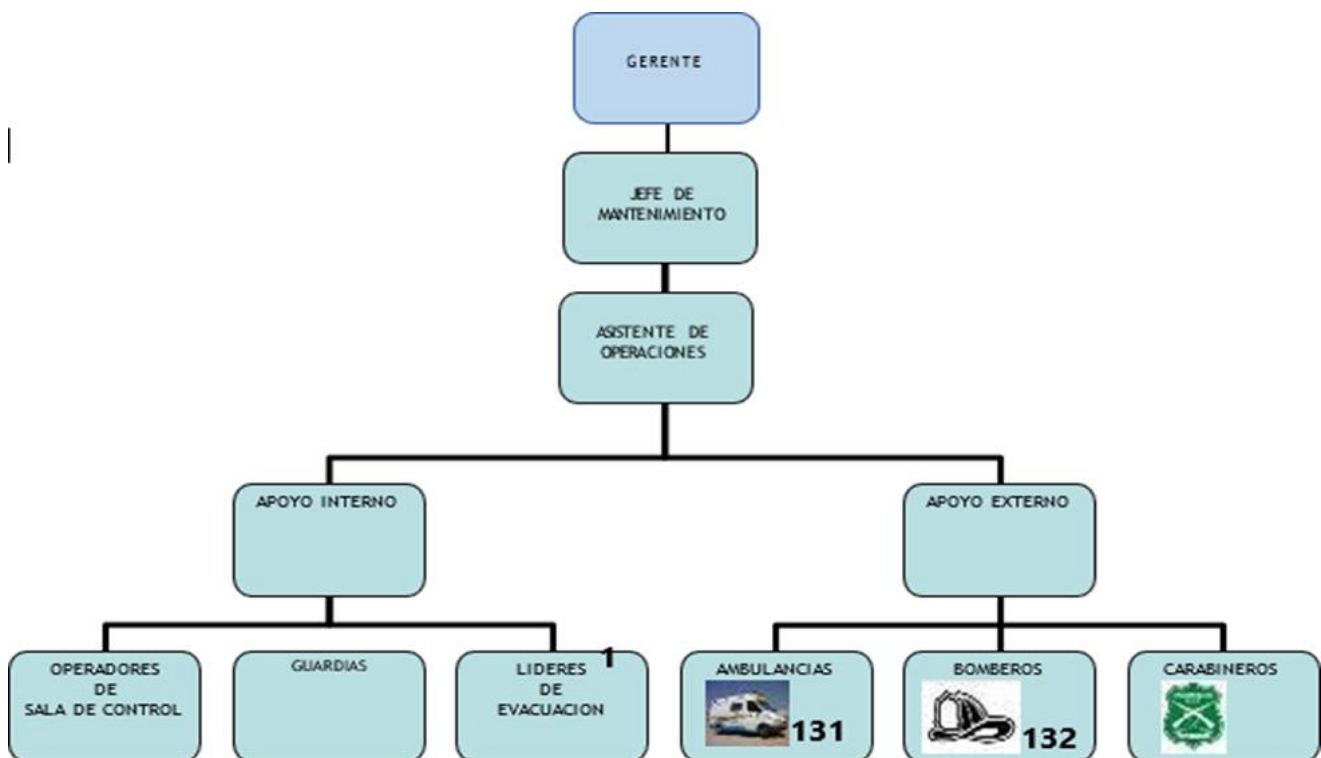 GERENTE
JEFE DE
MANTENIMIENTO
ASISTENTE DE
OPERACIONES
APOYO INTERNO
APOYO EXTERNO
OPERADORES
DE
SALA DE CONTROL
GUARDIAS
LIDERES 1
DE
EVACUACION
AMBULANCIAS
131
BOMBEROS
132
CARABINEROS